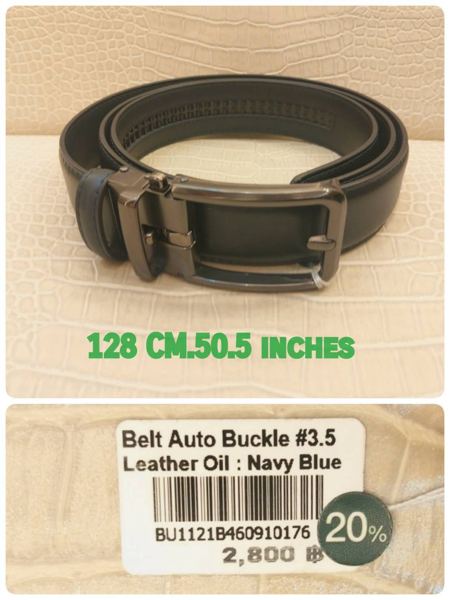 128 CM.50.5 INCHES
Belt Auto Buckle #3.5
Leather Oil : Navy Blue
BU1121B460910176
20%
2,800 ฿